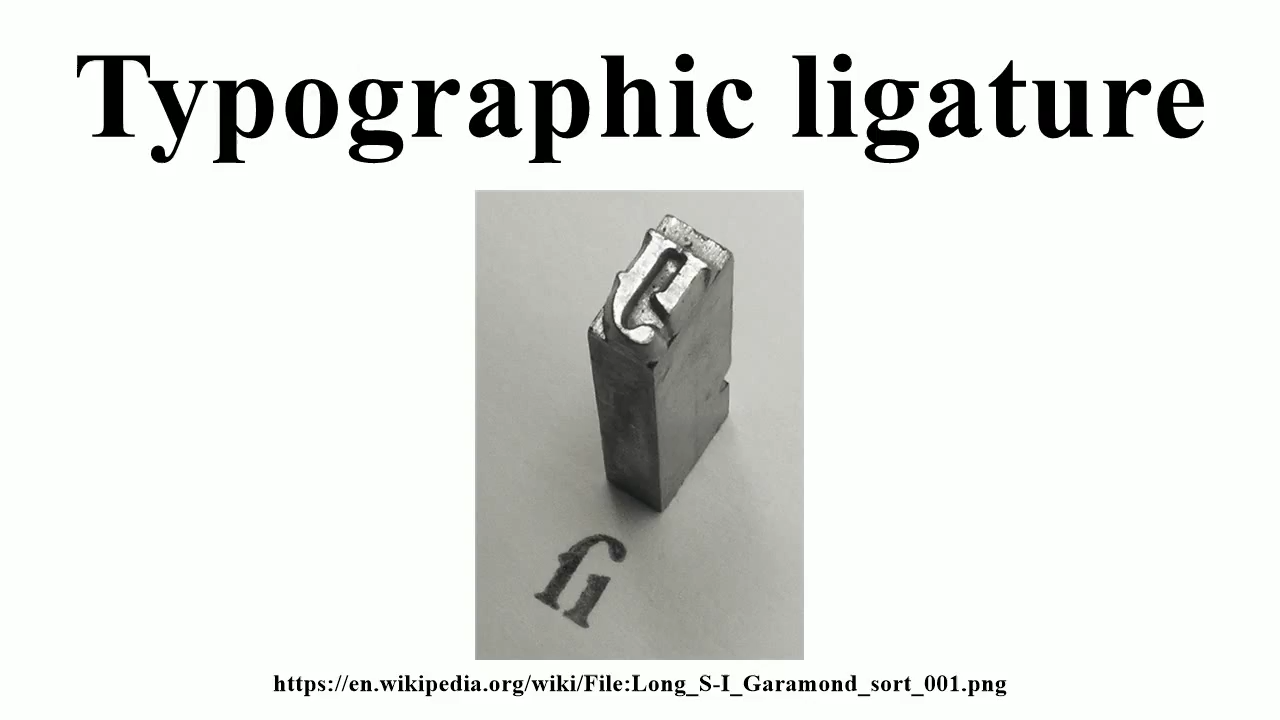 Typographic ligature
ſi
https://en.wikipedia.org/wiki/File:Long_S-I_Garamond_sort_001.png